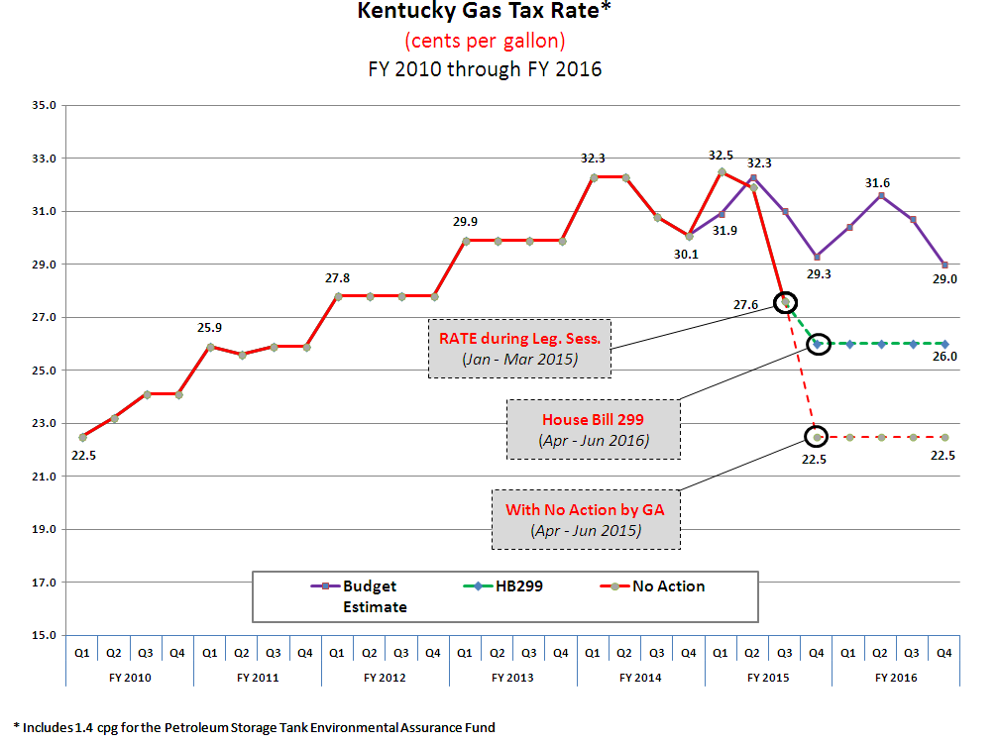 Kentucky Gas Tax Rate*
(cents per gallon)
FY 2010 through FY 2016
35.0
33.0
31.0
29.0
27.0
25.0
23.0
21.0
19.0
17.0
15.0
22.5
25.9
27.8
29.9
32.3
30.1
32.5
31.9
32.3
27.6
29.3
31.6
29.0
26.0
22.5
22.5
RATE during Leg. Sess.
(Jan - Mar 2015)
House Bill 299
(Apr - Jun 2016)
With No Action by GA
(Apr - Jun 2015)
Budget Estimate
HB299
No Action
Q1 Q2 Q3 Q4 Q1 Q2 Q3 Q4 Q1 Q2 Q3 Q4 Q1 Q2 Q3 Q4 Q1 Q2 Q3 Q4 Q1 Q2 Q3 Q4 Q1 Q2 Q3 Q4
FY 2010 FY 2011 FY 2012 FY 2013 FY 2014 FY 2015 FY 2016
* Includes 1.4 cpg for the Petroleum Storage Tank Environmental Assurance Fund